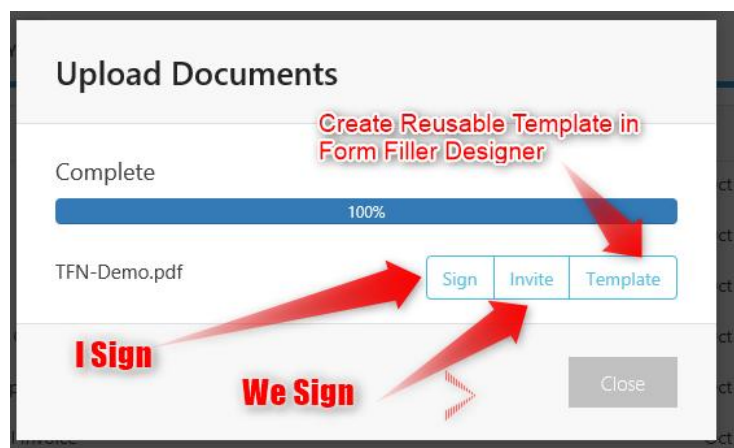 Upload Documents
Create Reusable Template in
Form Filler Designer
Complete
100%
TFN-Demo.pdf
Sign Invite Template
I Sign
We Sign
Close